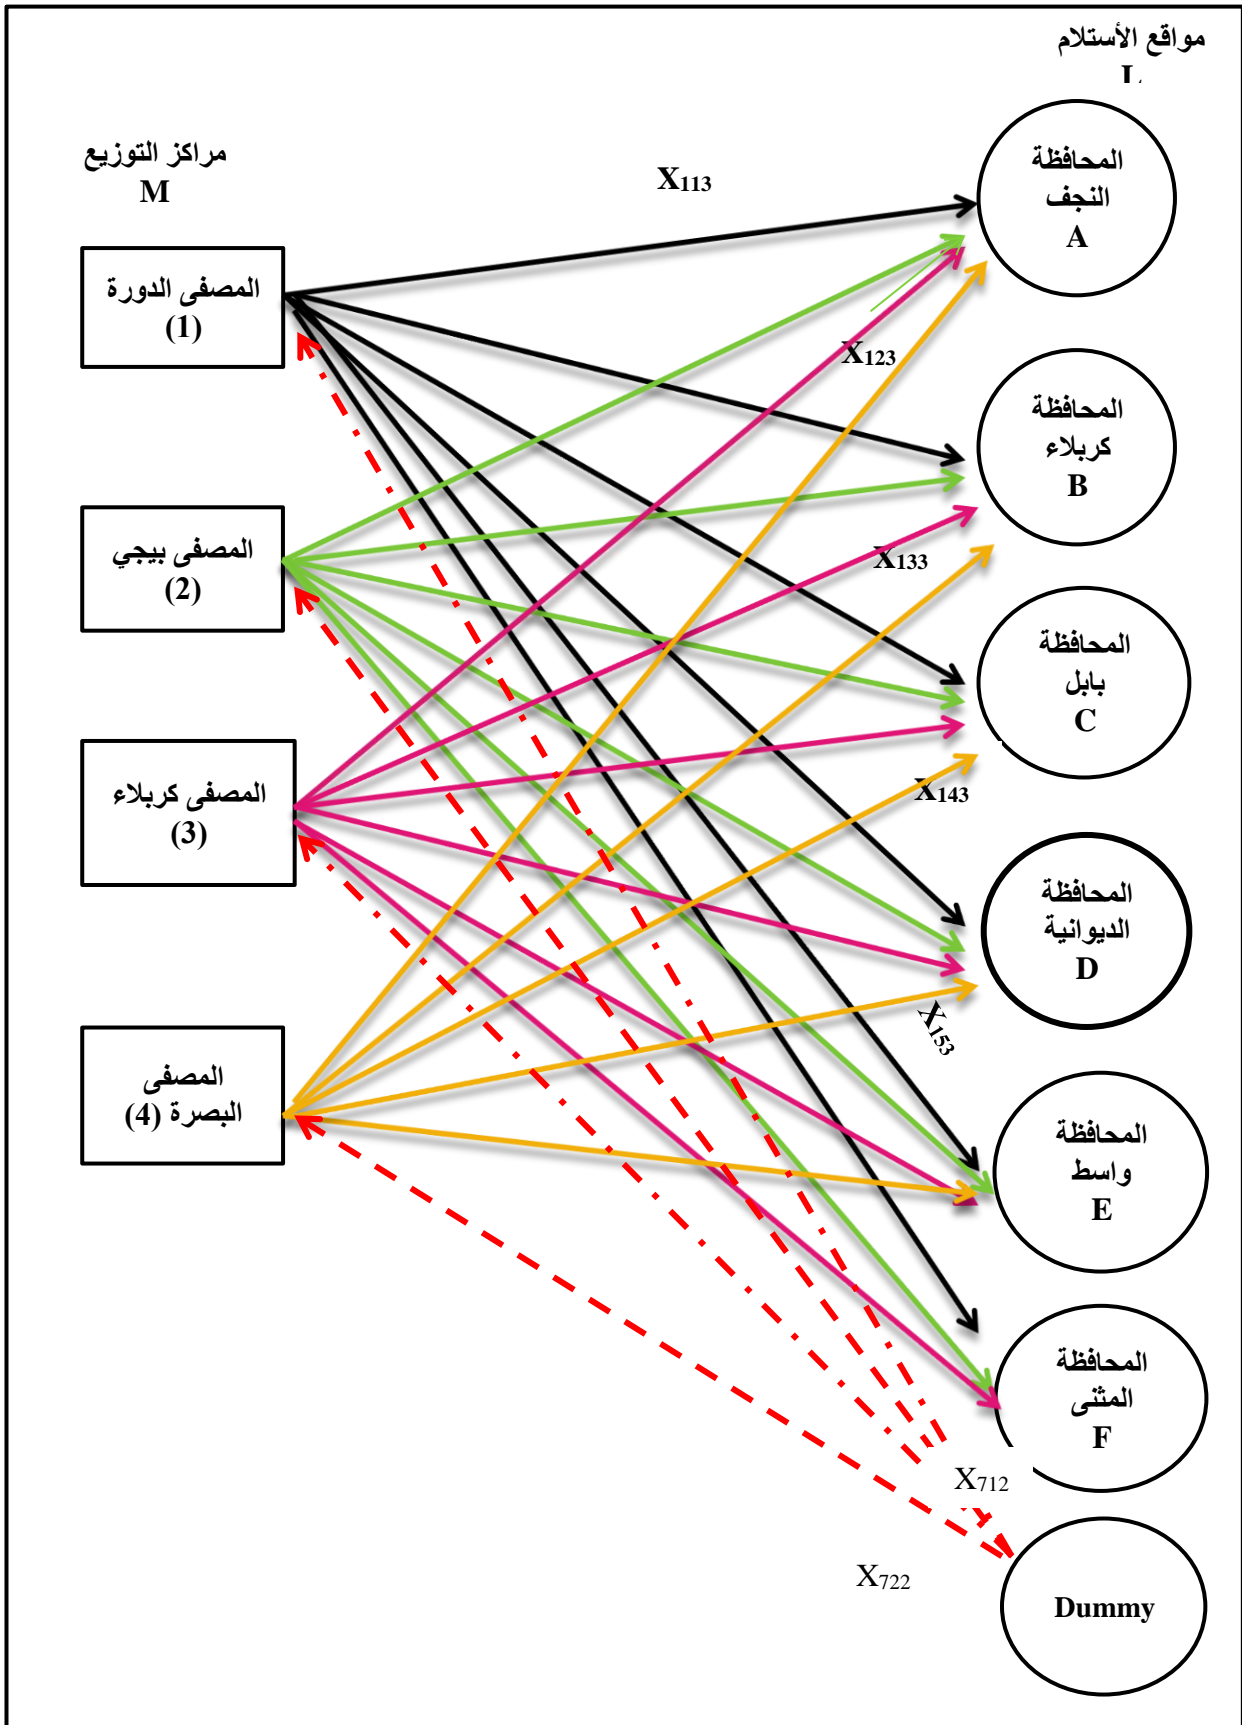 مواقع الأستلام
L
مراكز التوزيع
M
X113
المحافظة
النجف
A
المصفى الدورة
(1)
X123
المحافظة
كربلاء
B
المصفى بيجي
(2)
X133
المحافظة
بابل
C
المصفى كربلاء
(3)
X143
المحافظة
الديوانية
D
X153
المصفى
البصرة (4)
المحافظة
واسط
E
المحافظة
المثنى
F
X712
X722
Dummy